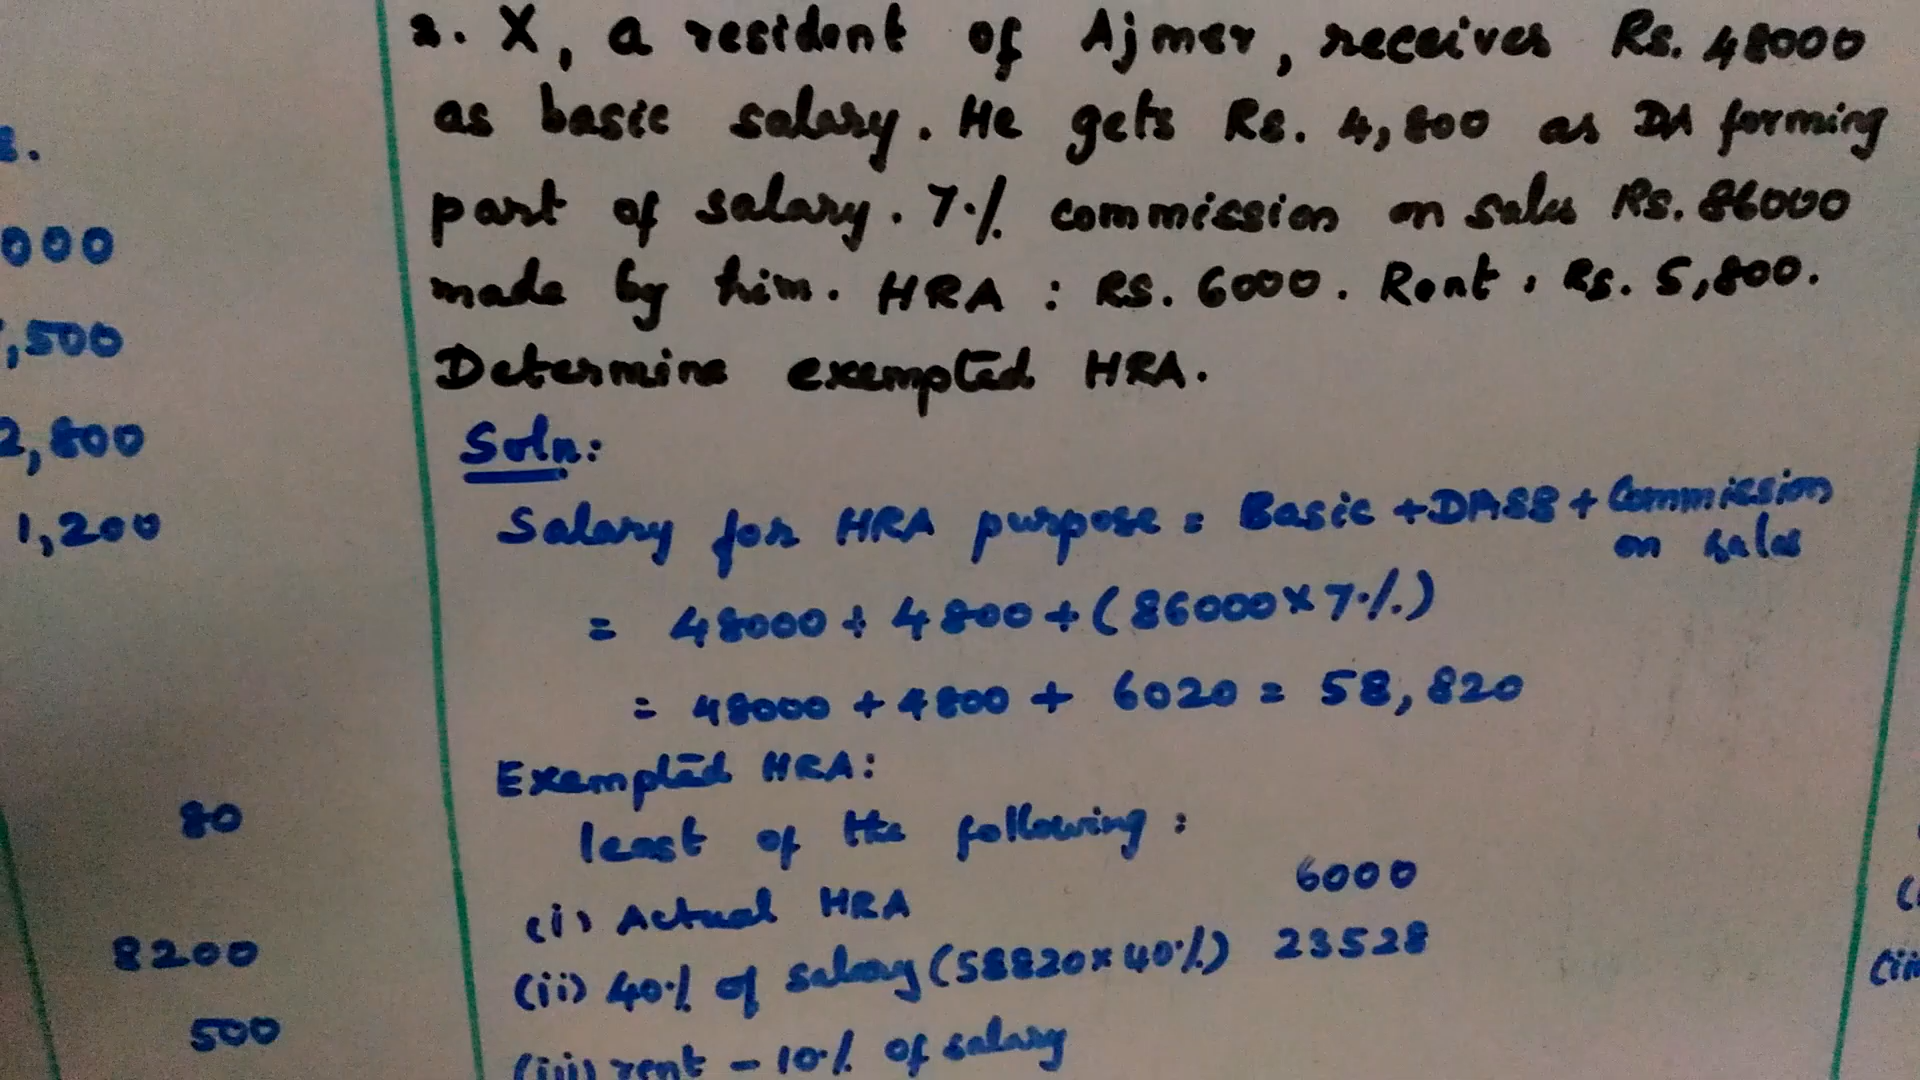 2. X, a resident of Ajmer, receives Rs. 48000
as basic salary. He gets Rs. 4,800 as DA forming
part of salary. 7% commission on sales Rs. 86000
made by him. HRA : RS. 6000. Rent : Rs. 5,800.
Determine exempted HRA.
Soln:
Salary for HRA purpose = Basic + DASB + Commission
on sales
= 48000 + 4800 + (86000 x 7%)
= 48000 + 4800 + 6020 = 58,820
Exempted HRA:
least of the following :
(i) Actual HRA 6000
(ii) 40% of salary (58820 x 40%) 23528
(iii) rent - 10% of salary
000
,500
2,800
1,200
80
8200
500